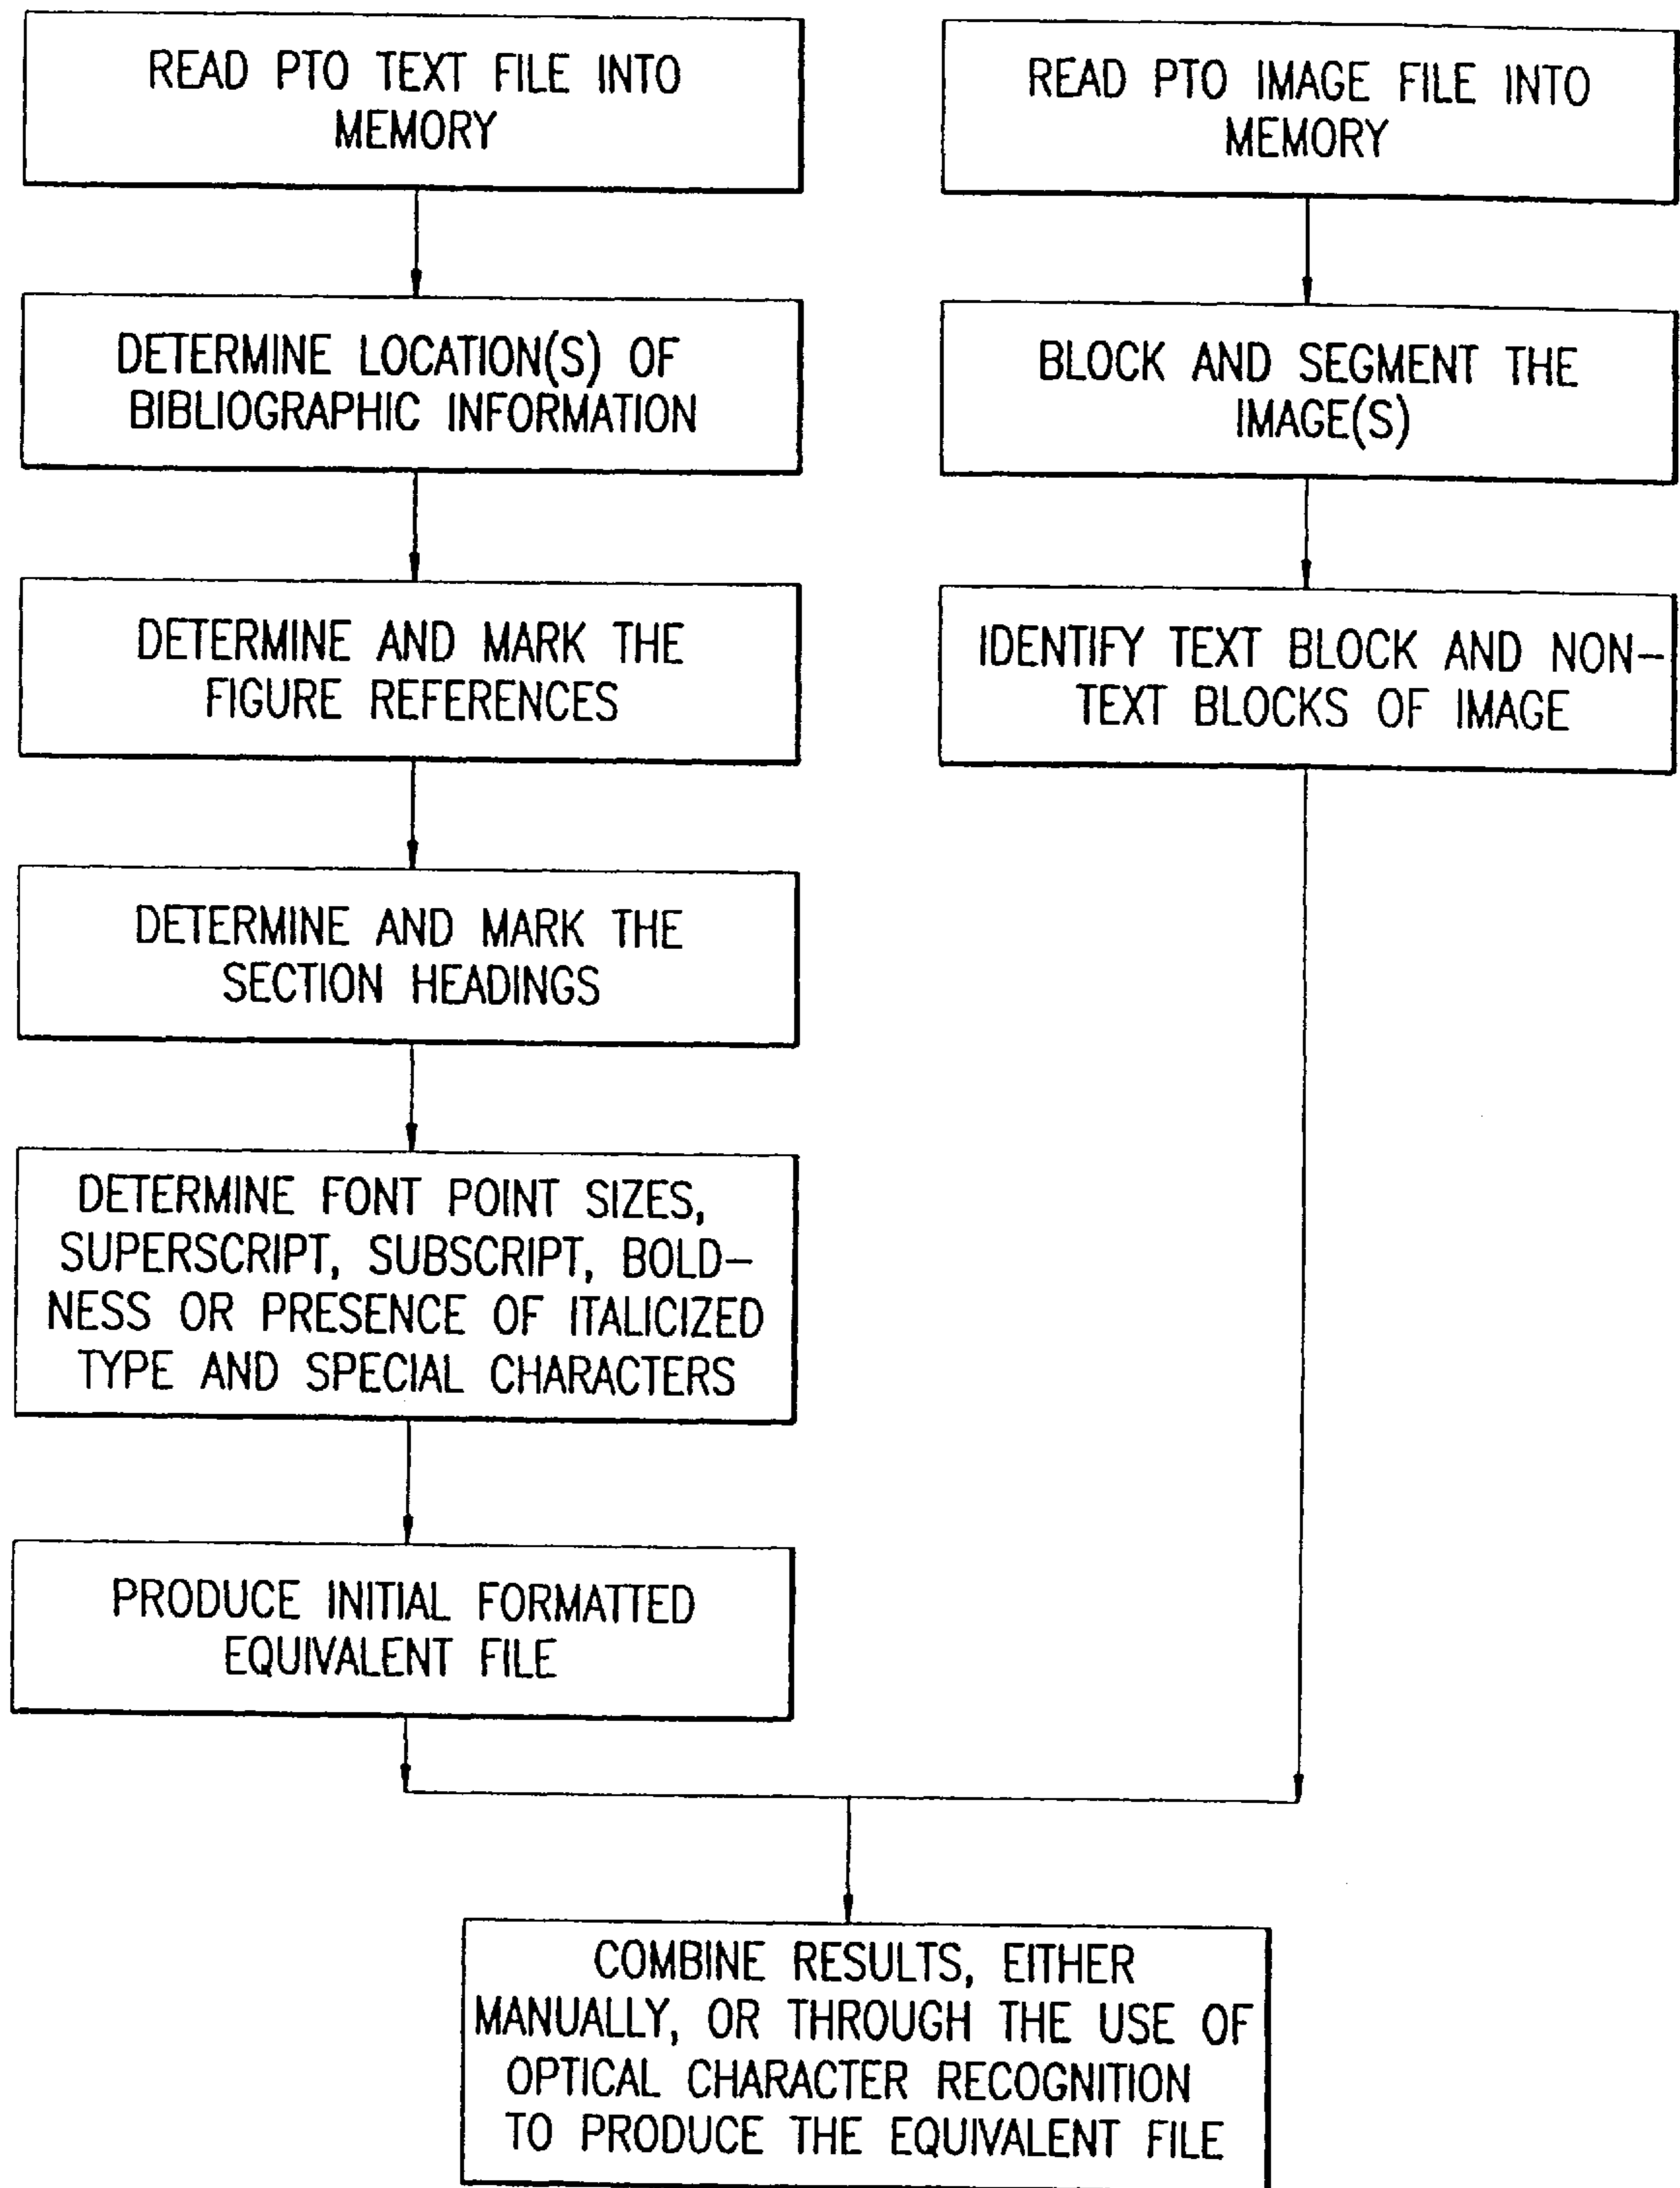 READ PTO TEXT FILE INTO
MEMORY
DETERMINE LOCATION(S) OF
BIBLIOGRAPHIC INFORMATION
DETERMINE AND MARK THE
FIGURE REFERENCES
DETERMINE AND MARK THE
SECTION HEADINGS
DETERMINE FONT POINT SIZES,
SUPERSCRIPT, SUBSCRIPT, BOLD-
NESS OR PRESENCE OF ITALICIZED
TYPE AND SPECIAL CHARACTERS
PRODUCE INITIAL FORMATTED
EQUIVALENT FILE
READ PTO IMAGE FILE INTO
MEMORY
BLOCK AND SEGMENT THE
IMAGE(S)
IDENTIFY TEXT BLOCK AND NON-
TEXT BLOCKS OF IMAGE
COMBINE RESULTS, EITHER
MANUALLY, OR THROUGH THE USE OF
OPTICAL CHARACTER RECOGNITION
TO PRODUCE THE EQUIVALENT FILE